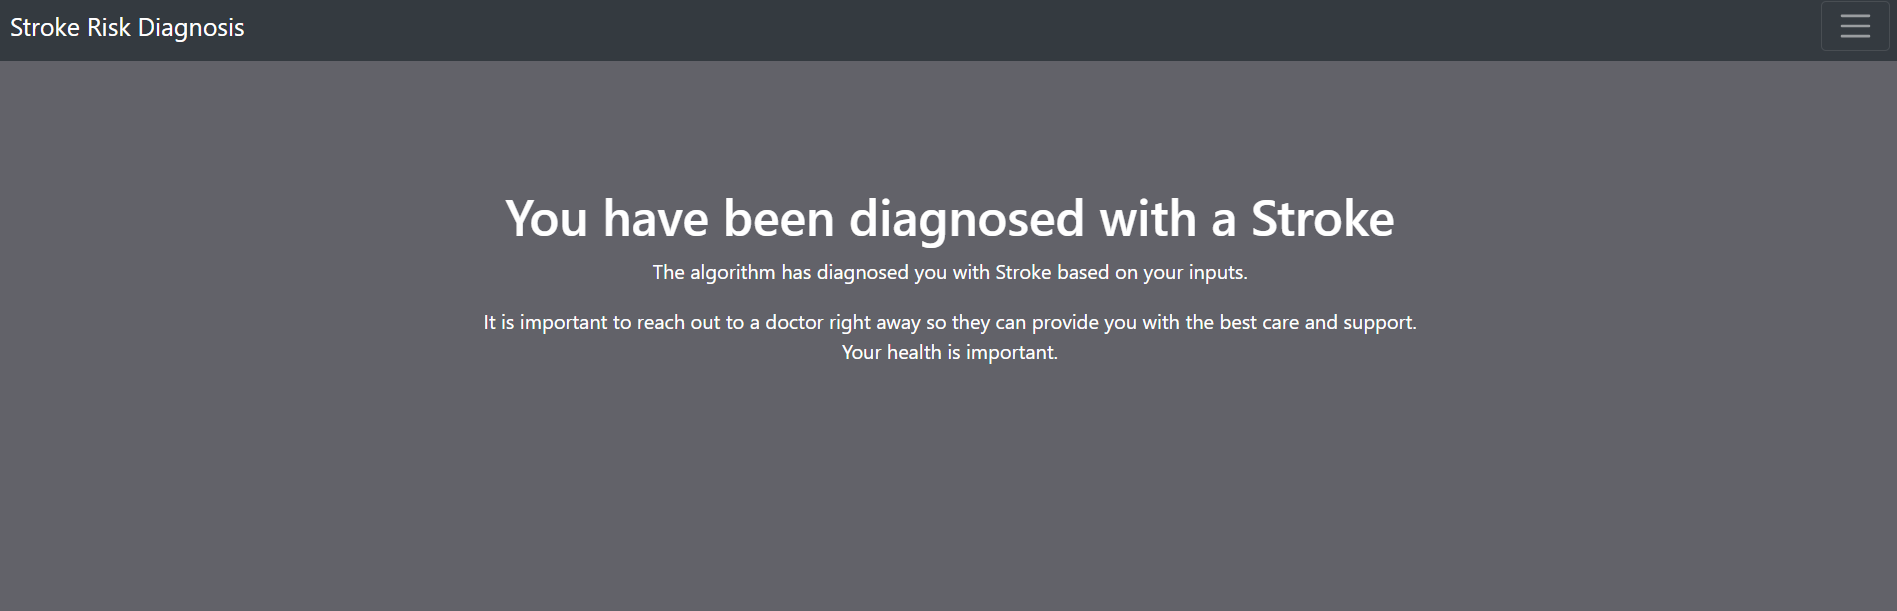 Stroke Risk Diagnosis
You have been diagnosed with a Stroke
The algorithm has diagnosed you with Stroke based on your inputs.
It is important to reach out to a doctor right away so they can provide you with the best care and support.
Your health is important.